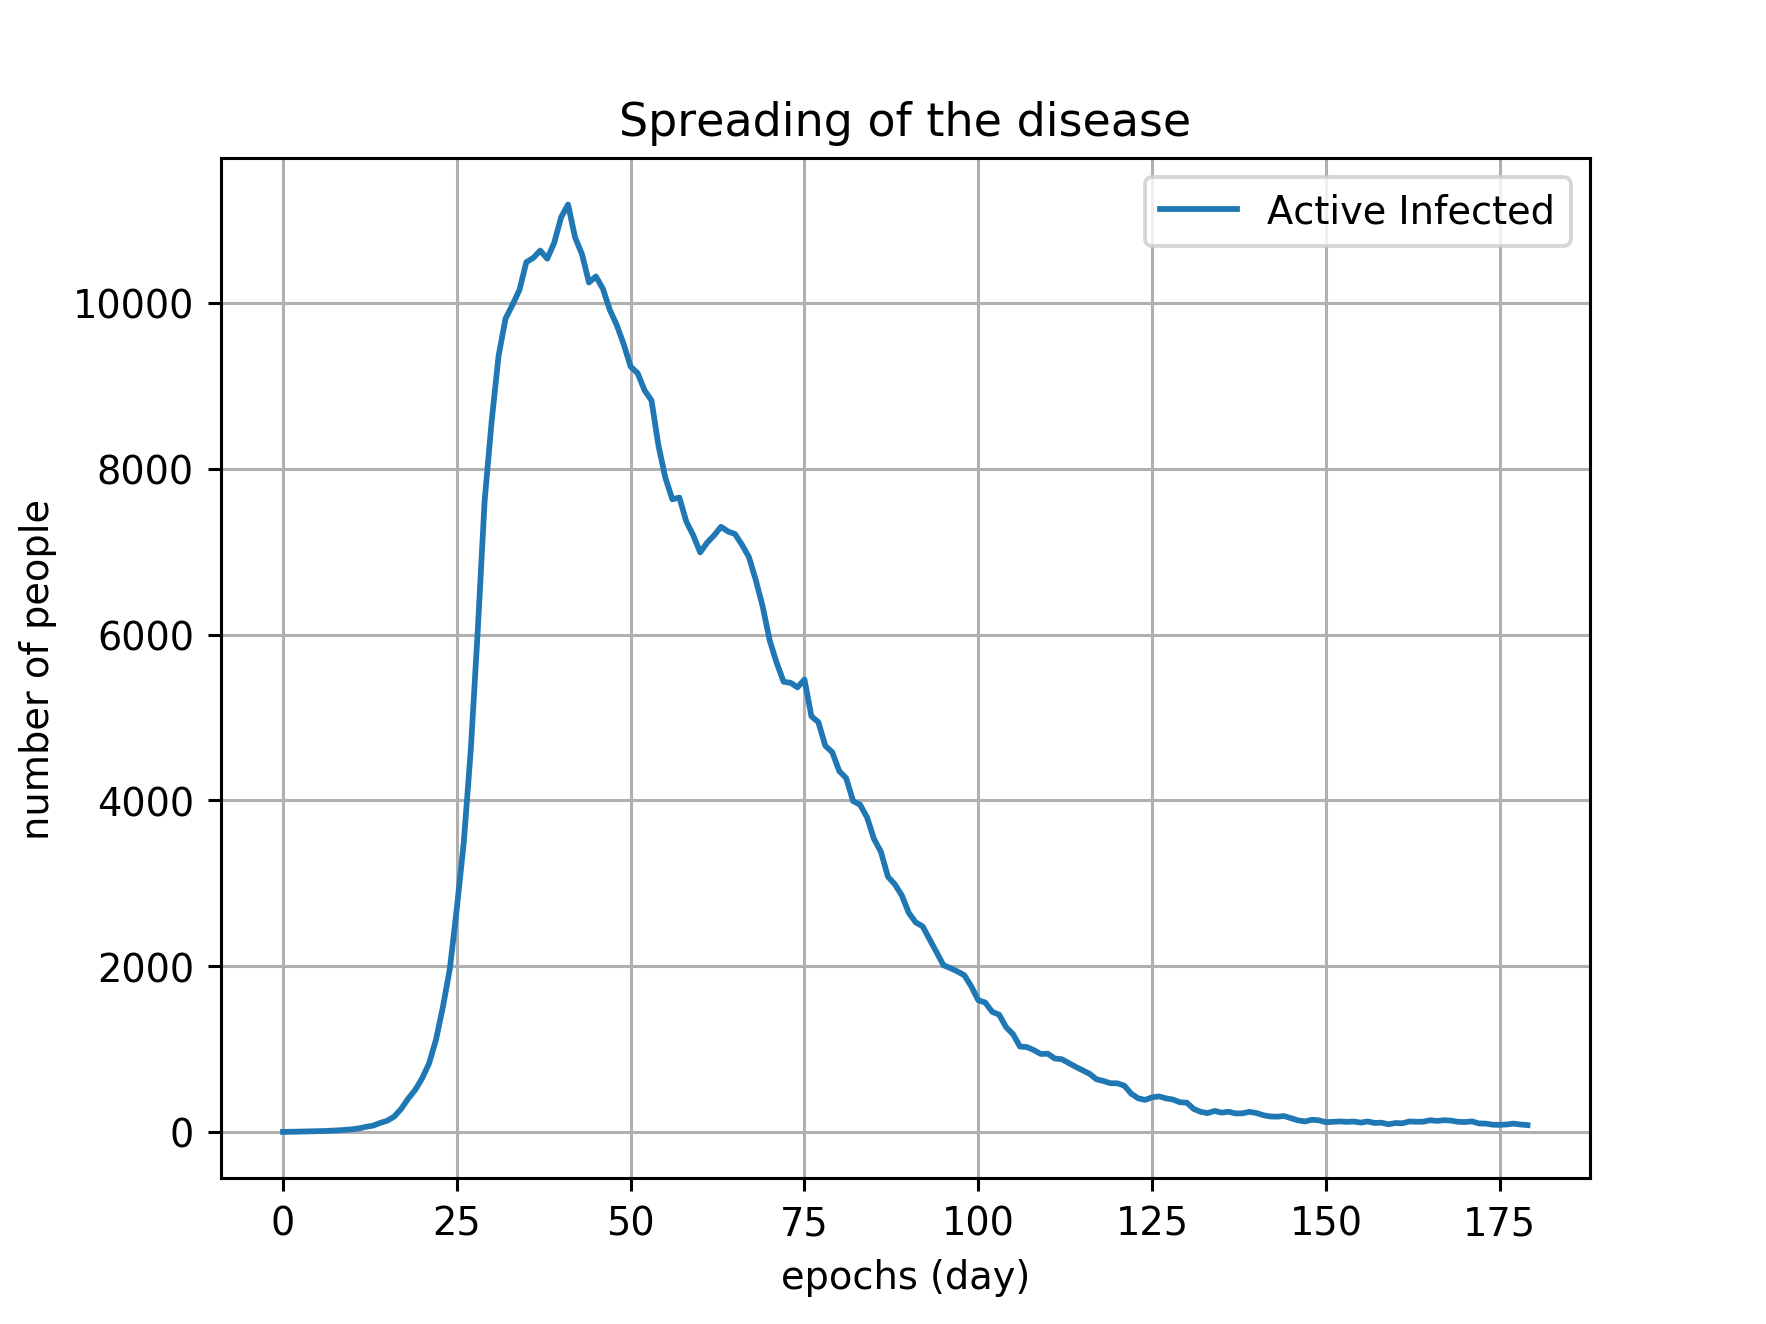 Spreading of the disease
Active Infected
10000
8000
6000
4000
2000
0
number of people
0 25 50 75 100 125 150 175
epochs (day)